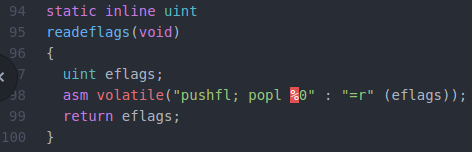 94 static inline uint
95 readeflags(void)
96 {
7 uint eflags;
98 asm volatile("pushfl; popl %0" : "=r" (eflags));
99 return eflags;
100 }